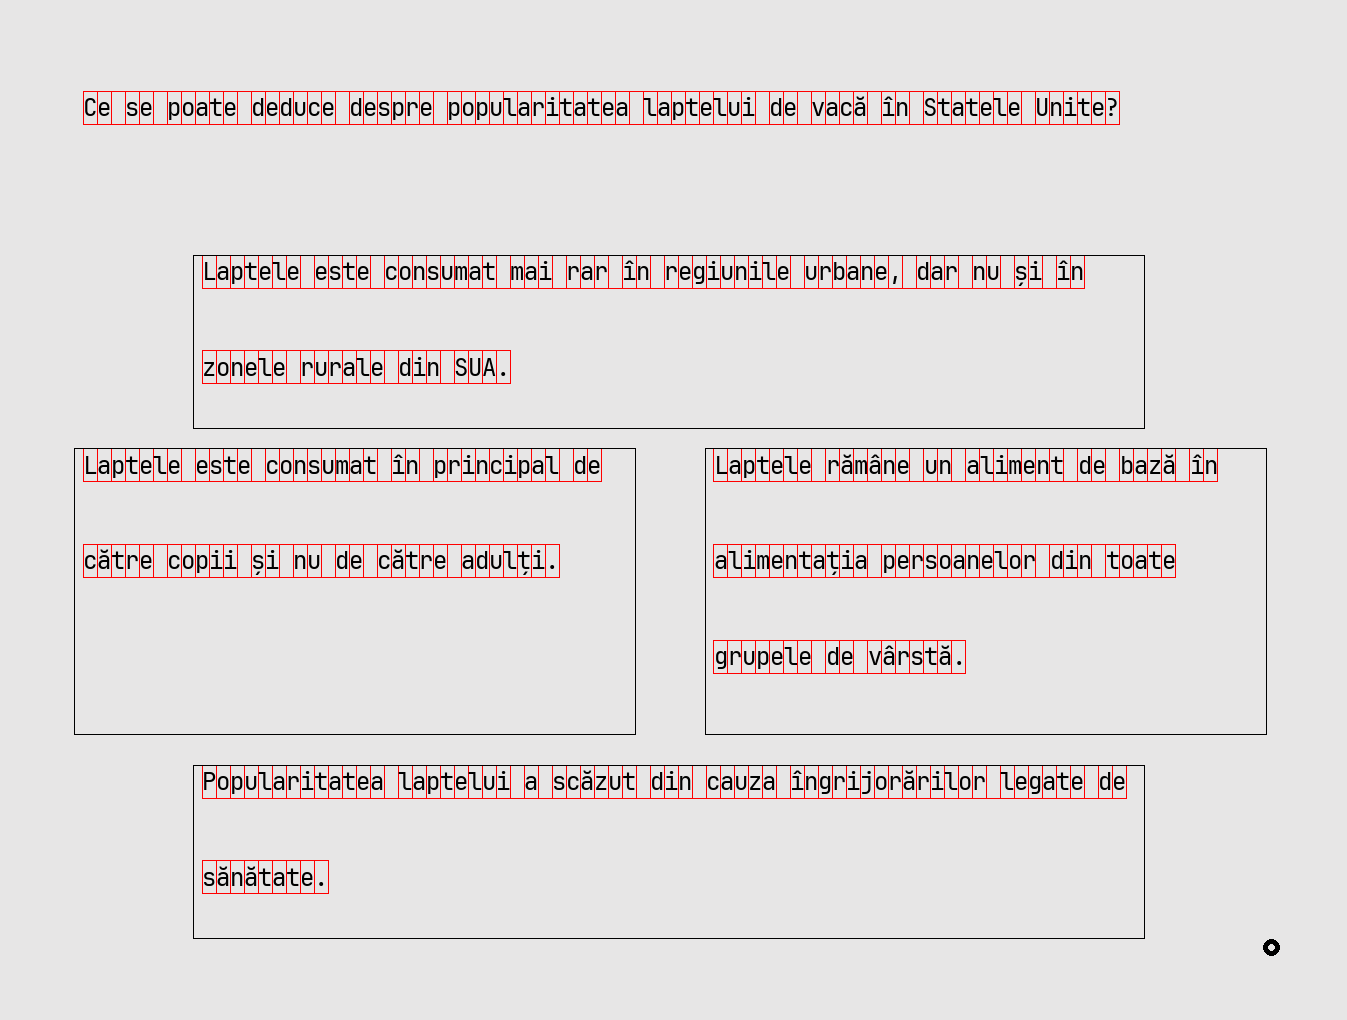 Ce se poate deduce despre popularitatea laptelui de vacă în Statele Unite?
Laptele este consumat mai rar în regiunile urbane, dar nu și în
zonele rurale din SUA.
Laptele este consumat în principal de
către copii și nu de către adulți.
Laptele rămâne un aliment de bază în
alimentația persoanelor din toate
grupele de vârstă.
Popularitatea laptelui a scăzut din cauza îngrijorărilor legate de
sănătate.